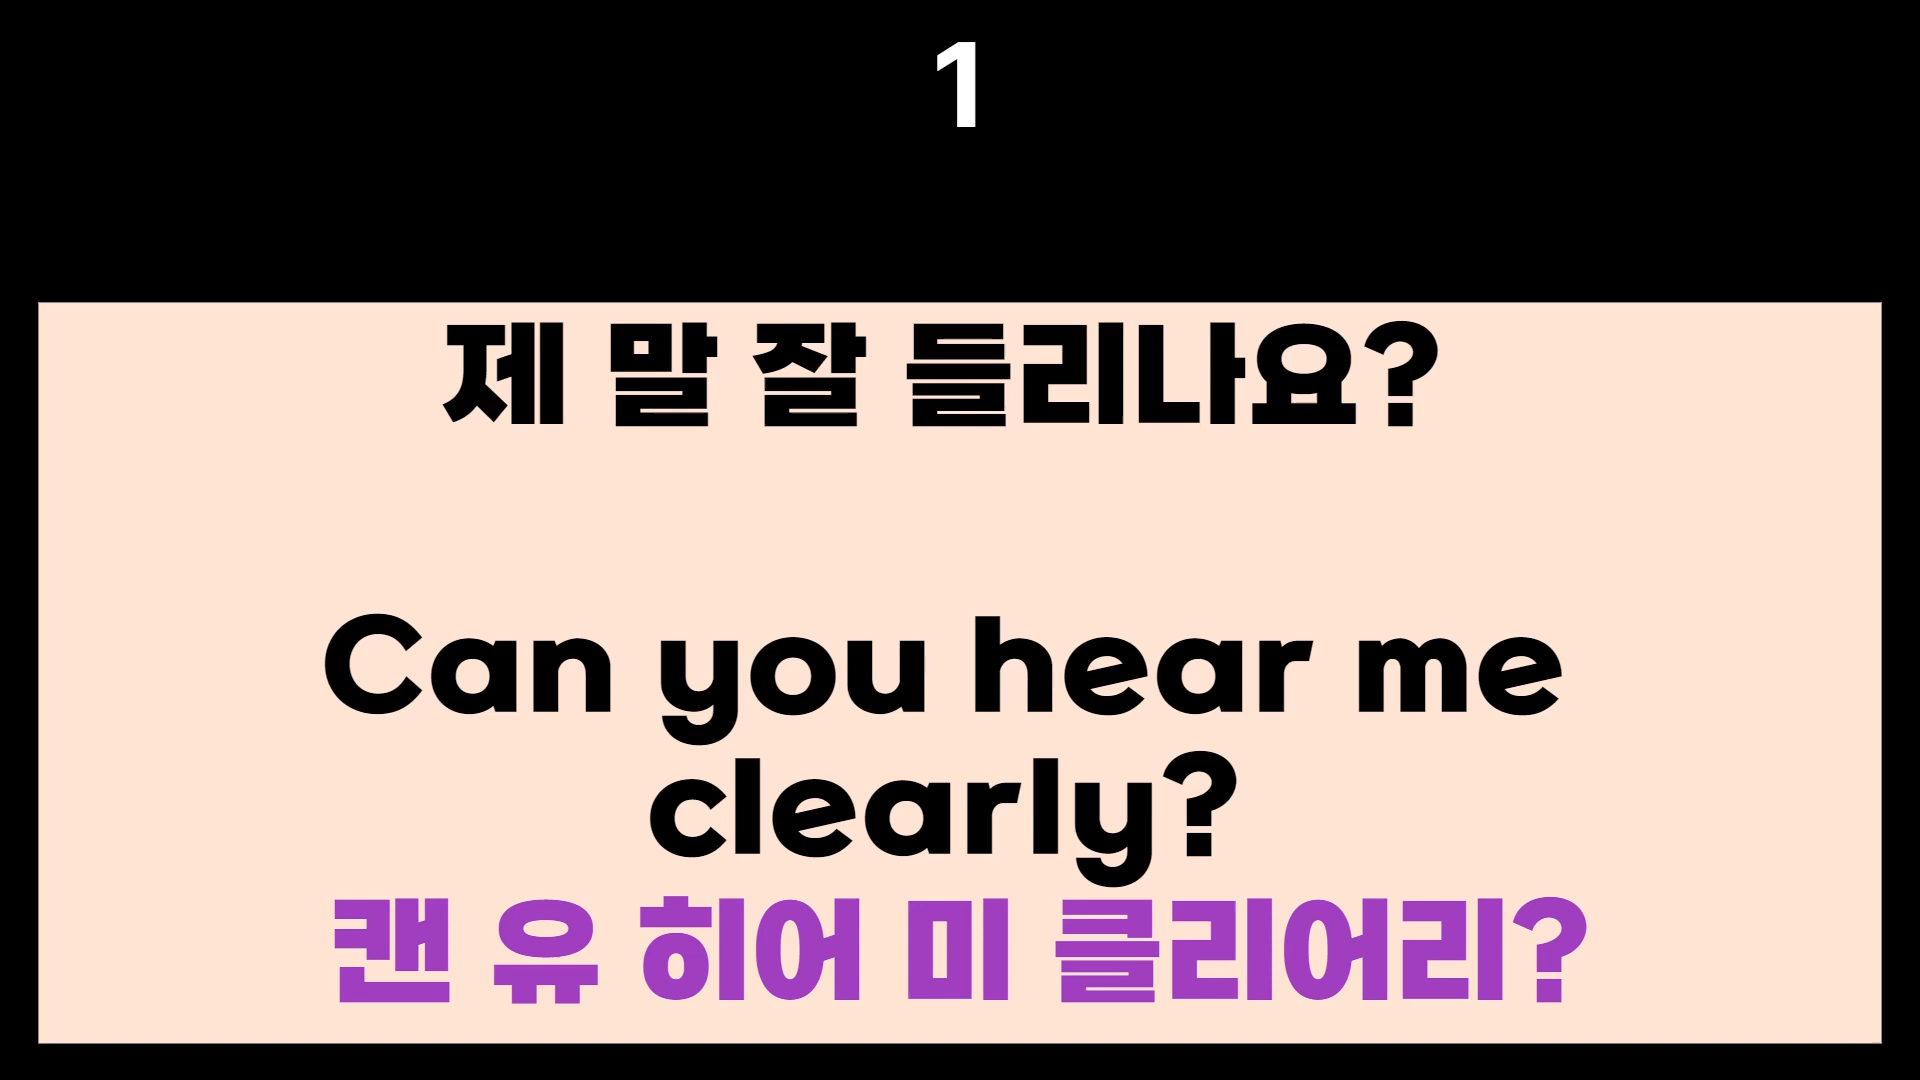 1
제 말 잘 들리나요?
Can you hear me
clearly?
캔 유 히어 미 클리어리?